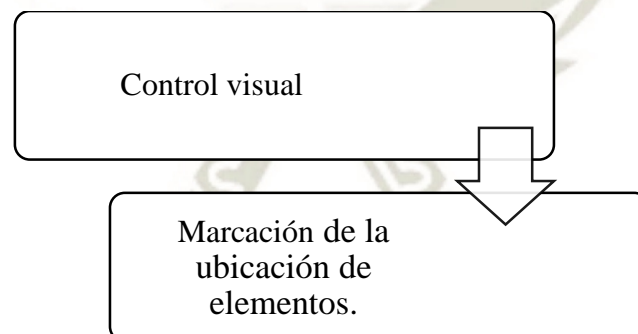 Control visual
Marcación de la
ubicación de
elementos.